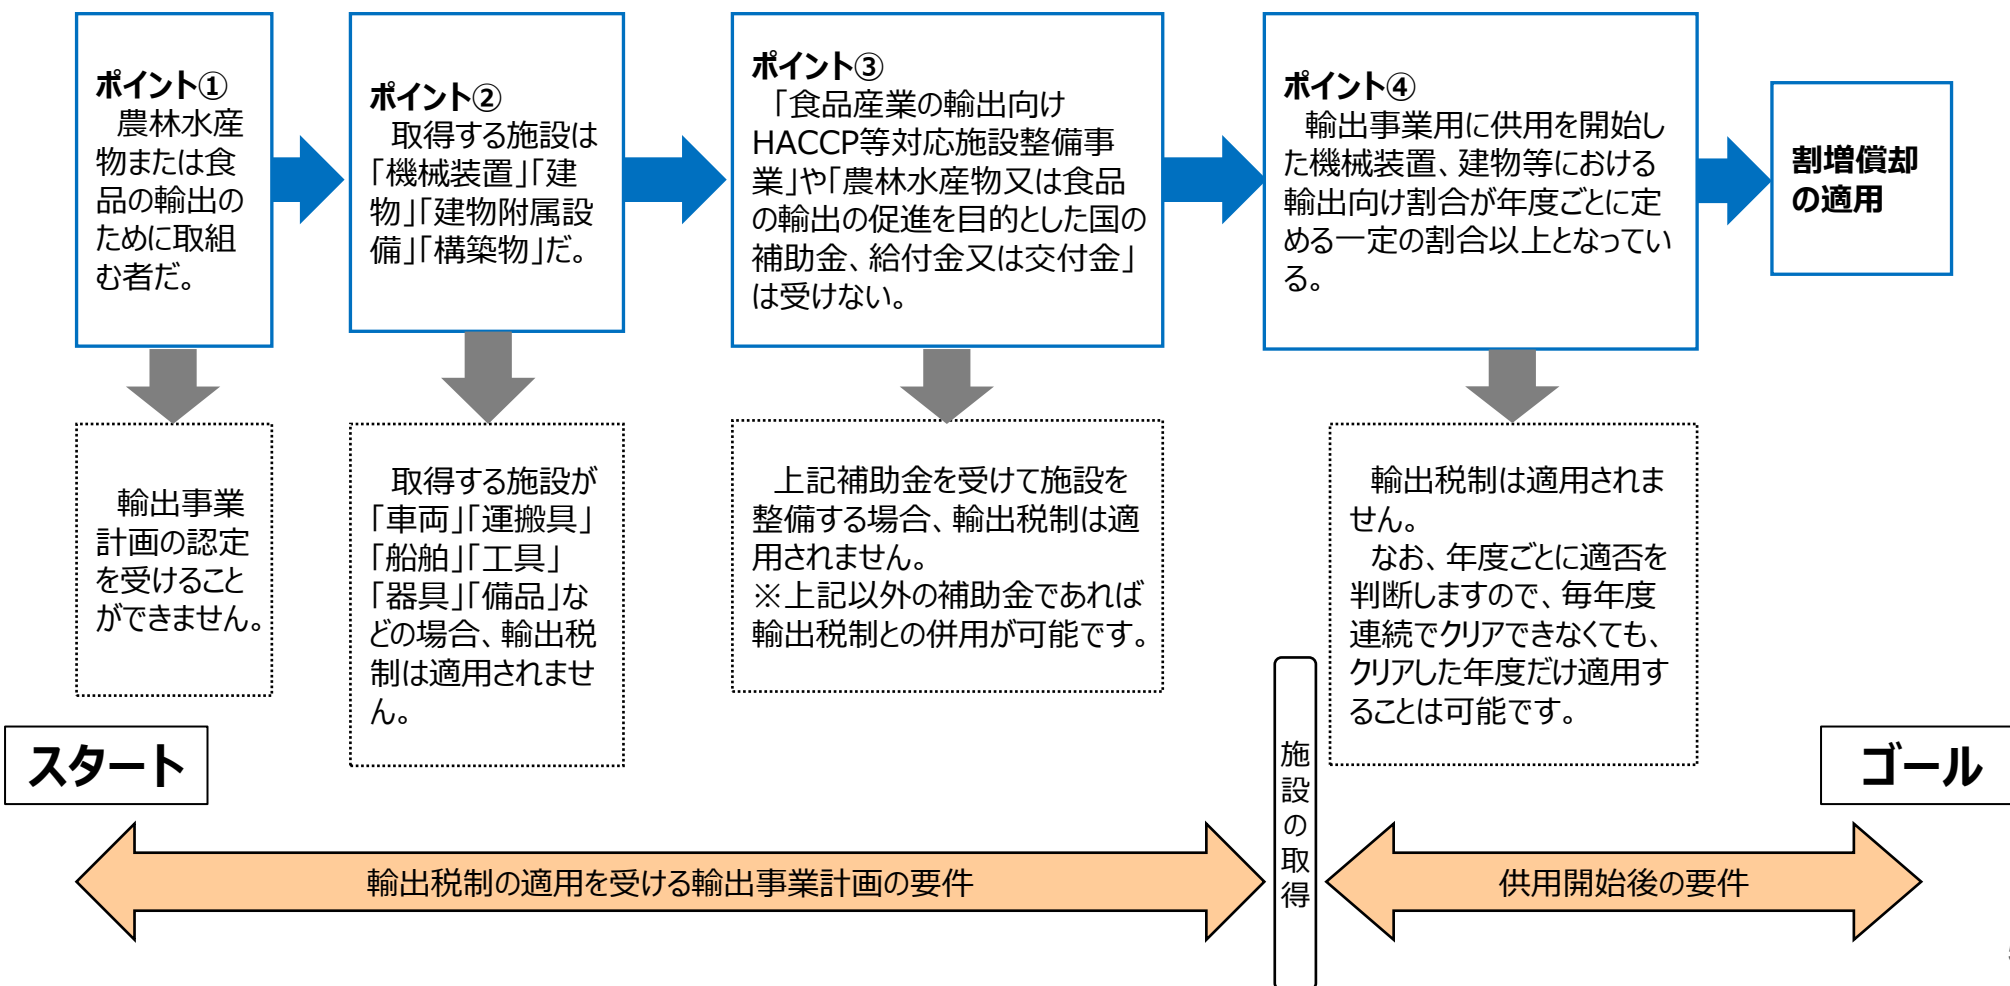 ポイント①
農林水産
物または食
品の輸出の
ために取組
む者だ。
ポイント②
取得する施設は
「機械装置」「建
物」「建物附属設
備」「構築物」だ。
ポイント③
「食品産業の輸出向け
HACCP等対応施設整備事
業」や「農林水産物又は食品
の輸出の促進を目的とした国の
補助金、給付金又は交付金」
は受けない。
ポイント④
輸出事業用に供用を開始し
た機械装置、建物等における
輸出向け割合が年度ごとに定
める一定の割合以上となってい
る。
割増償却
の適用
輸出事業
計画の認定
を受けること
ができません。
取得する施設が
「車両」「運搬具」
「船舶」「工具」
「器具」「備品」な
どの場合、輸出税
制は適用されませ
ん。
上記補助金を受けて施設を
整備する場合、輸出税制は適
用されません。
※上記以外の補助金であれば
輸出税制との併用が可能です。
輸出税制は適用されま
せん。
なお、年度ごとに適否を
判断しますので、毎年度
連続でクリアできなくても、
クリアした年度だけ適用す
ることは可能です。
スタート
施設の取得
ゴール
輸出税制の適用を受ける輸出事業計画の要件
供用開始後の要件